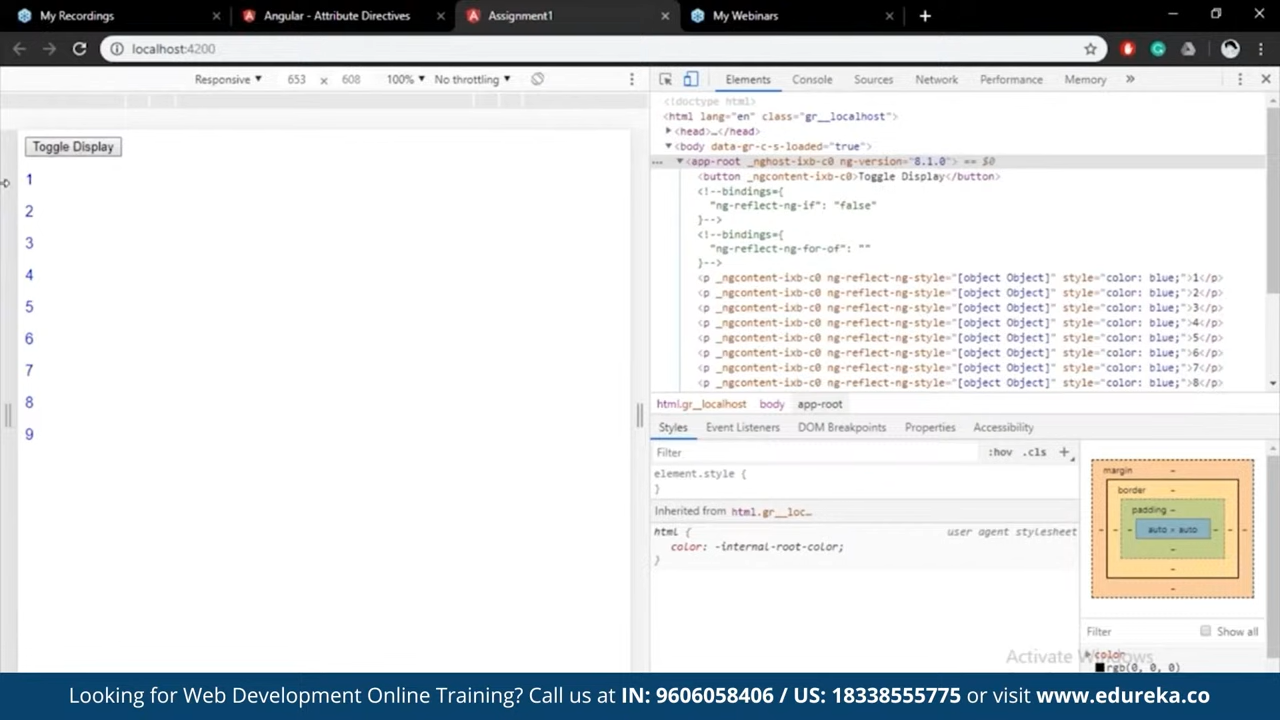 My Recordings
Angular - Attribute Directives
Assignment1
My Webinars
localhost:4200
Responsive
653 x 608
100%
No throttling
Elements
Console
Sources
Network
Performance
Memory
Toggle Display
1
2
3
4
5
6
7
8
9
<!doctype html>
<html lang="en" class="gr__localhost">
<head>…</head>
<body data-gr-c-s-loaded="true">
<app-root _nghost-ixb-c0 ng-version="8.1.0"> == $0
<button _ngcontent-ixb-c0>Toggle Display</button>
<!--bindings={
"ng-reflect-ng-if": "false"
}-->
<!--bindings={
"ng-reflect-ng-for-of": ""
}-->
<p _ngcontent-ixb-c0 ng-reflect-ng-style="[object Object]" style="color: blue;">1</p>
<p _ngcontent-ixb-c0 ng-reflect-ng-style="[object Object]" style="color: blue;">2</p>
<p _ngcontent-ixb-c0 ng-reflect-ng-style="[object Object]" style="color: blue;">3</p>
<p _ngcontent-ixb-c0 ng-reflect-ng-style="[object Object]" style="color: blue;">4</p>
<p _ngcontent-ixb-c0 ng-reflect-ng-style="[object Object]" style="color: blue;">5</p>
<p _ngcontent-ixb-c0 ng-reflect-ng-style="[object Object]" style="color: blue;">6</p>
<p _ngcontent-ixb-c0 ng-reflect-ng-style="[object Object]" style="color: blue;">7</p>
<p _ngcontent-ixb-c0 ng-reflect-ng-style="[object Object]" style="color: blue;">8</p>
html.gr__localhost body app-root
Styles
Event Listeners
DOM Breakpoints
Properties
Accessibility
Filter
:hov .cls +
element.style {
}
Inherited from html.gr__loc…
html { user agent stylesheet
color: -internal-root-color;
}
margin -
border -
padding -
auto × auto
Filter
Show all
color
rgb(0, 0, 0)
Activate Windows
Looking for Web Development Online Training? Call us at IN: 9606058406 / US: 18338555775 or visit www.edureka.co